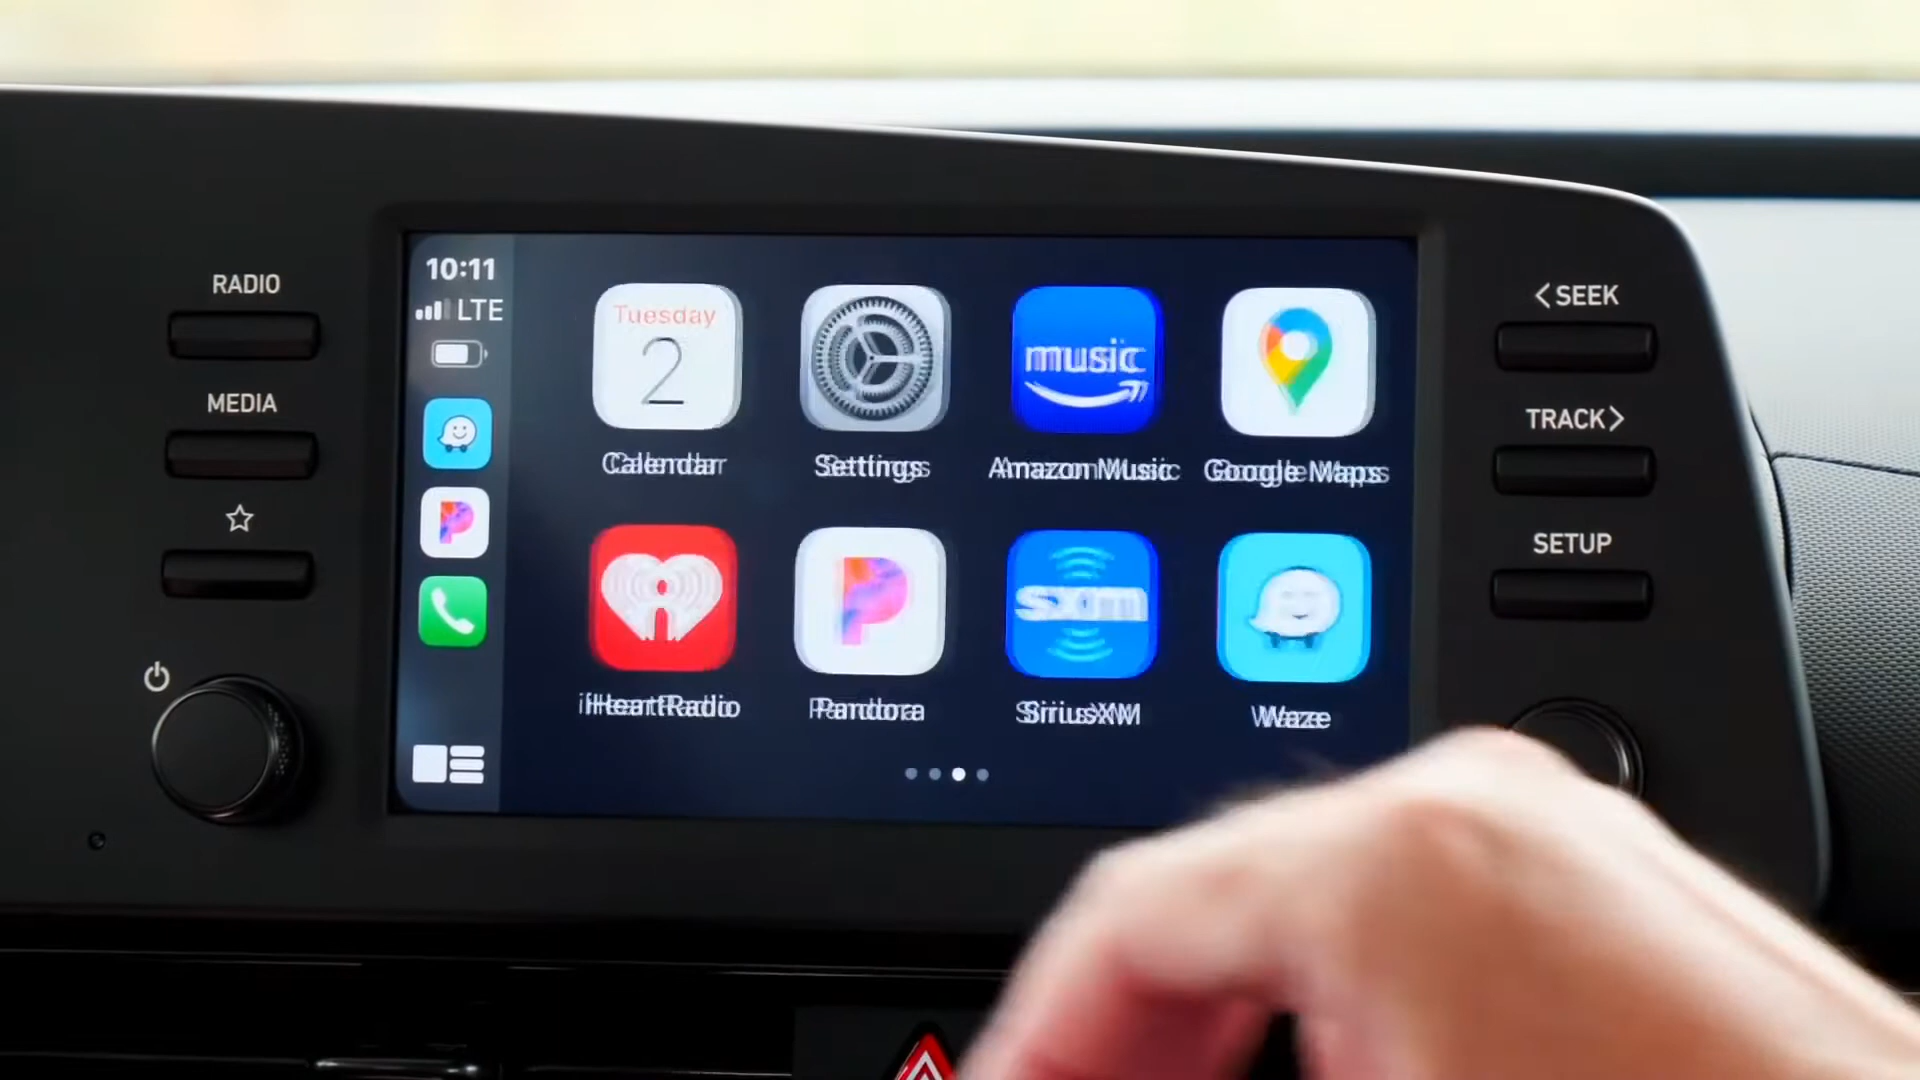 RADIO
MEDIA
10:11
LTE
Tuesday
2
Calendar
Settings
music
Amazon Music
Google Maps
iHeartRadio
Pandora
sxm
SiriusXM
Waze
<SEEK
TRACK>
SETUP